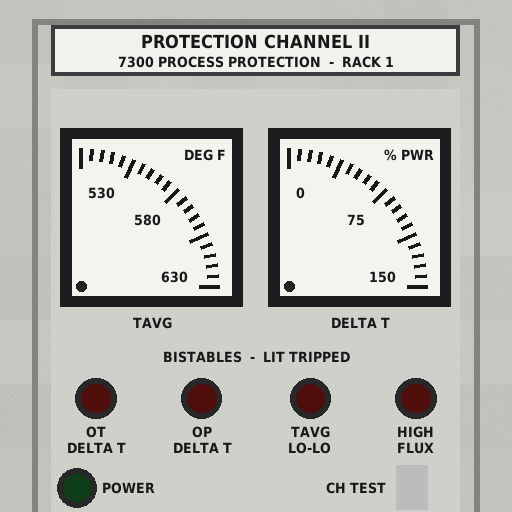 PROTECTION CHANNEL II
7300 PROCESS PROTECTION - RACK 1
DEG F
530
580
630
TAVG
% PWR
0
75
150
DELTA T
BISTABLES - LIT TRIPPED
OT
DELTA T
OP
DELTA T
TAVG
LO-LO
HIGH
FLUX
POWER
CH TEST